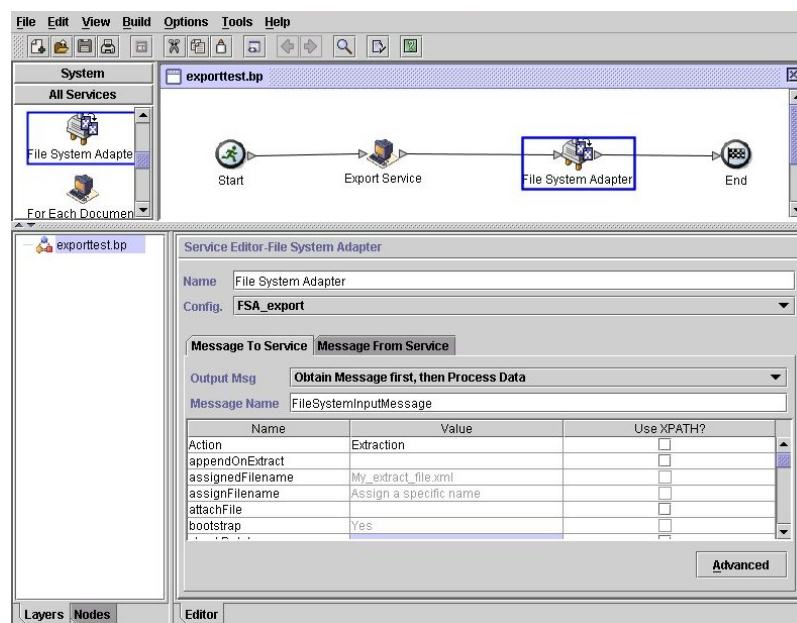 File Edit View Build Options Tools Help
System
All Services
File System Adapte
For Each Documen
exporttest.bp
Start
Export Service
File System Adapter
End
exporttest.bp
Service Editor-File System Adapter
Name File System Adapter
Config. FSA_export
Message To Service Message From Service
Output Msg Obtain Message first, then Process Data
Message Name FileSystemInputMessage
Name Value Use XPATH?
Action Extraction
appendOnExtract
assignedFilename My_extract_file.xml
assignFilename Assign a specific name
attachFile
bootstrap Yes
Advanced
Layers Nodes
Editor